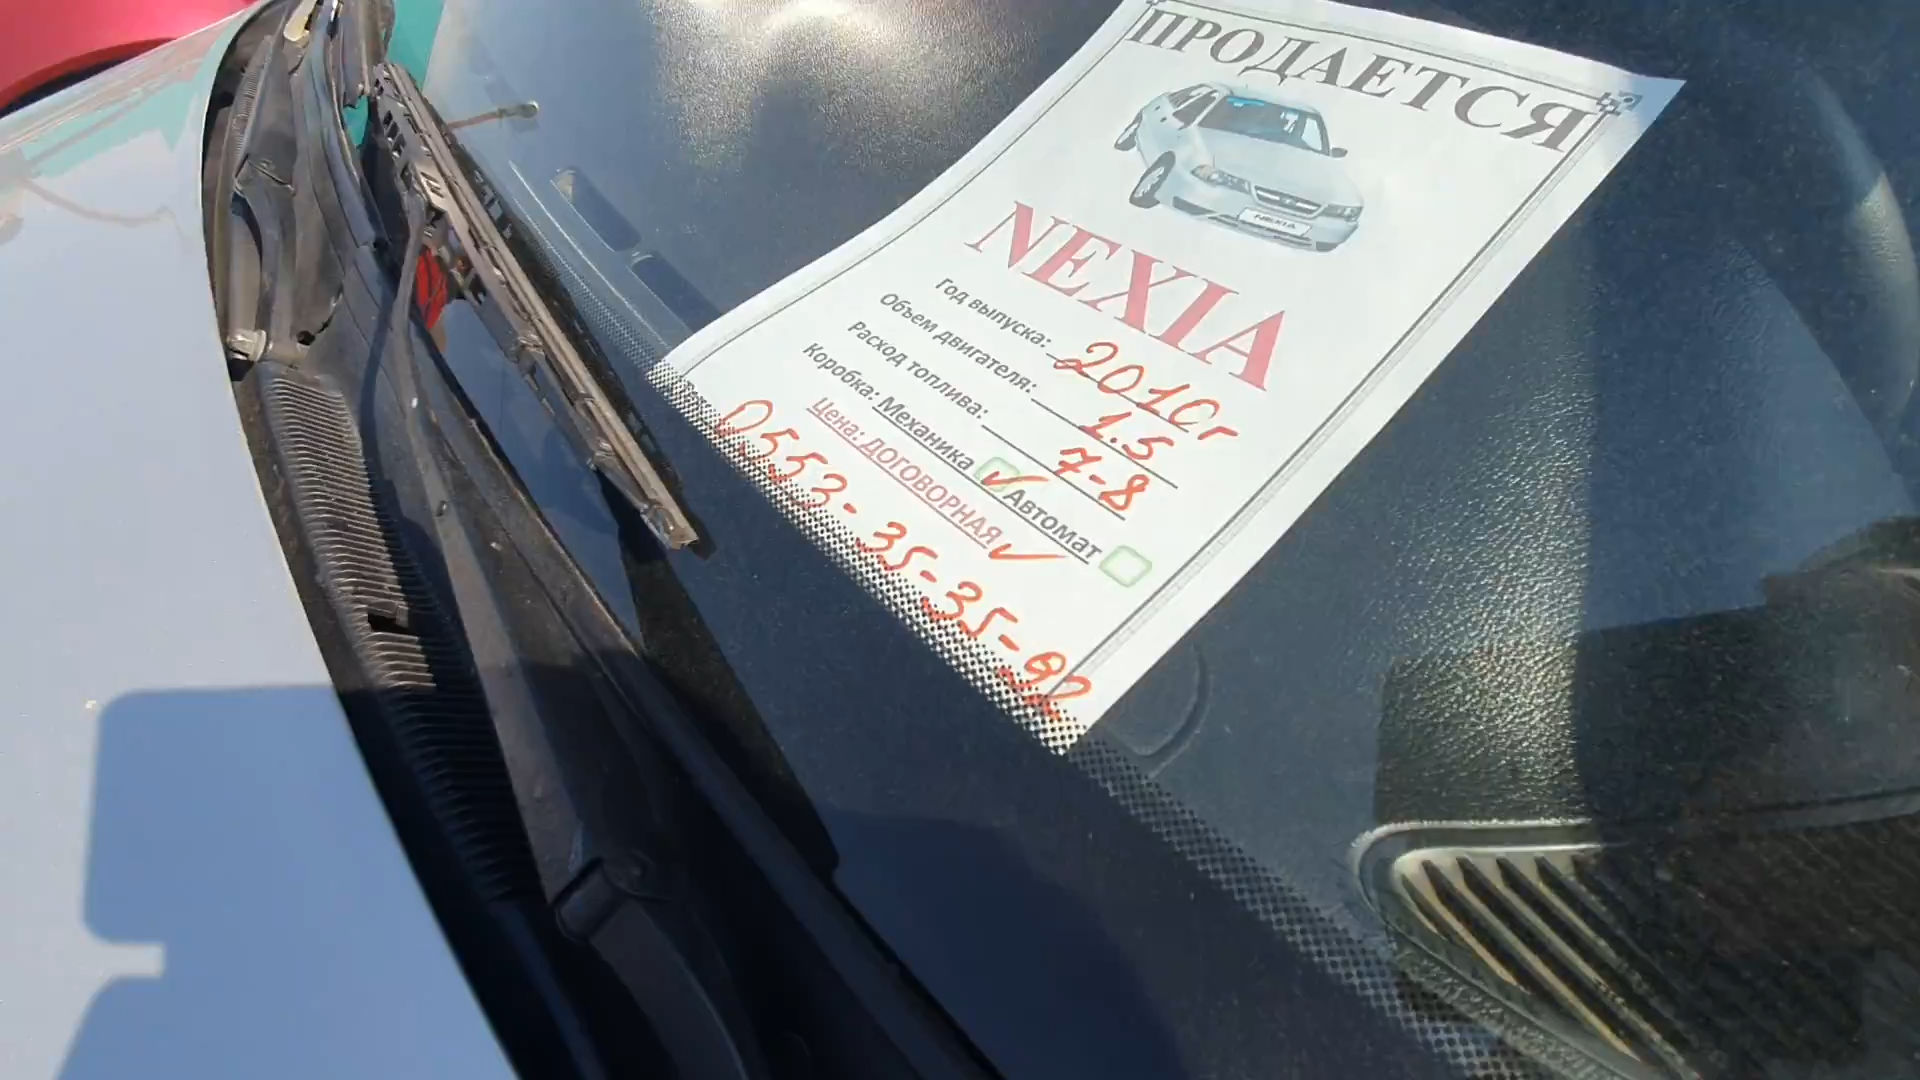 ПРОДАЕТСЯ
NEXIA
NEXIA
Год выпуска: 2010г
Объем двигателя: 1.5
Расход топлива: 7-8
Коробка: Механика ✓ Автомат
Цена: ДОГОВОРНАЯ ✓
0553-35-35-92